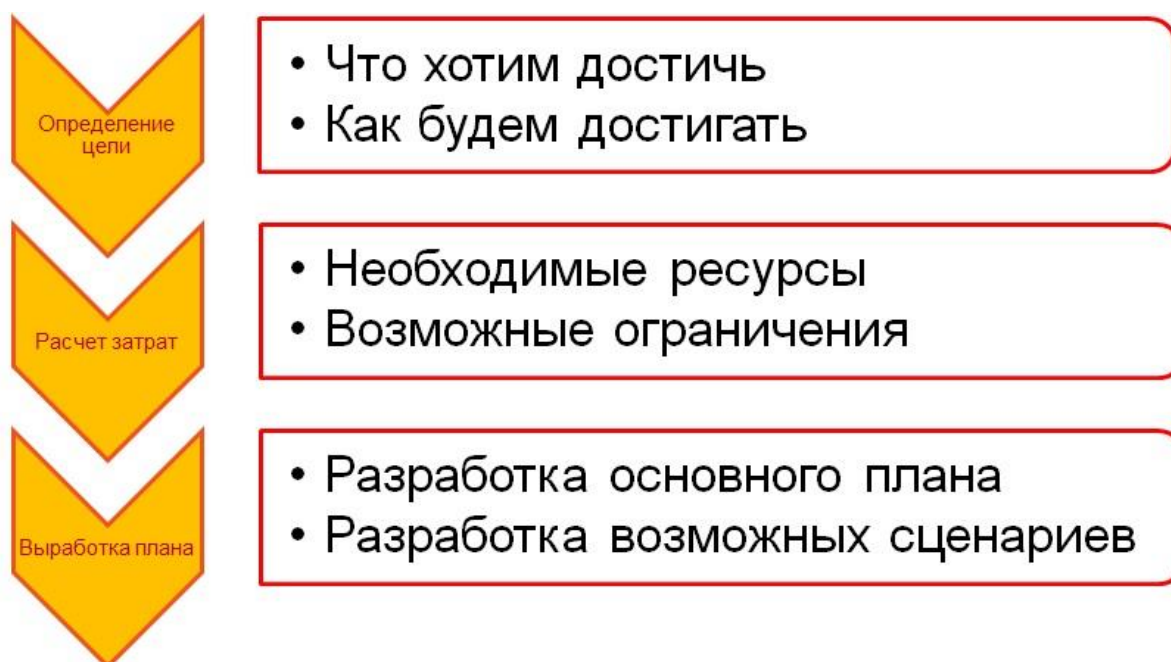 Определение
цели
• Что хотим достичь
• Как будем достигать
Расчет затрат
• Необходимые ресурсы
• Возможные ограничения
Выработка плана
• Разработка основного плана
• Разработка возможных сценариев